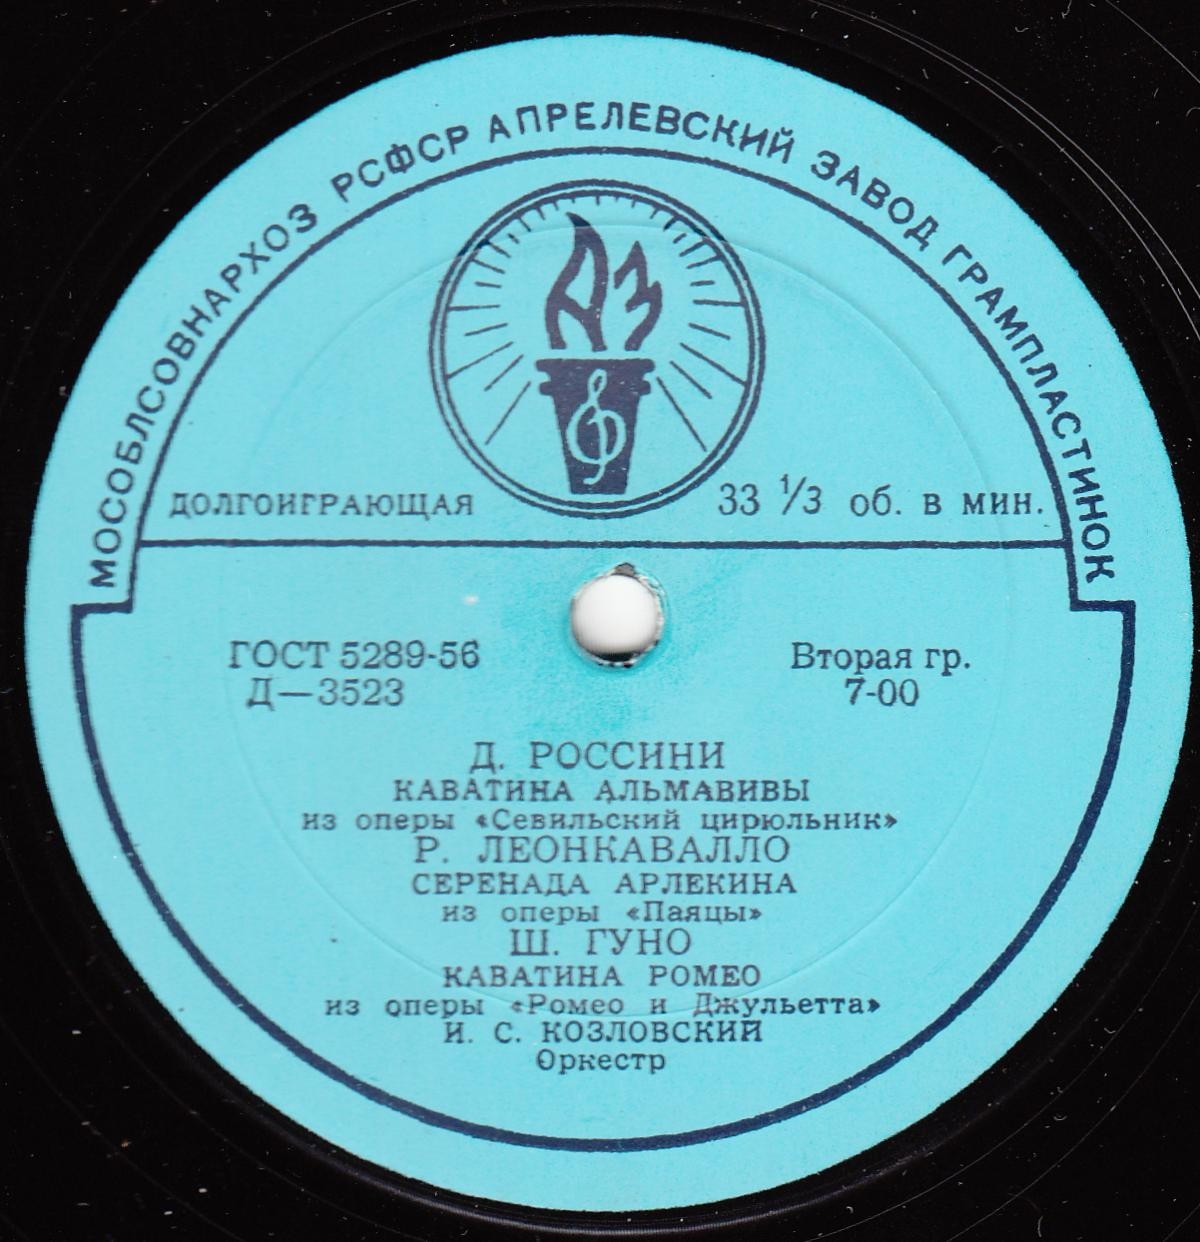 МОСОБЛСОВНАРХОЗ РСФСР АПРЕЛЕВСКИЙ ЗАВОД ГРАМПЛАСТИНОК
АЗ
ДОЛГОИГРАЮЩАЯ 33 1/3 об. в мин.
ГОСТ 5289-56 Вторая гр.
Д—3523 7-00
Д. РОССИНИ
КАВАТИНА АЛЬМАВИВЫ
из оперы «Севильский цирюльник»
Р. ЛЕОНКАВАЛЛО
СЕРЕНАДА АРЛЕКИНА
из оперы «Паяцы»
Ш. ГУНО
КАВАТИНА РОМЕО
из оперы «Ромео и Джульетта»
И. С. КОЗЛОВСКИЙ
Оркестр